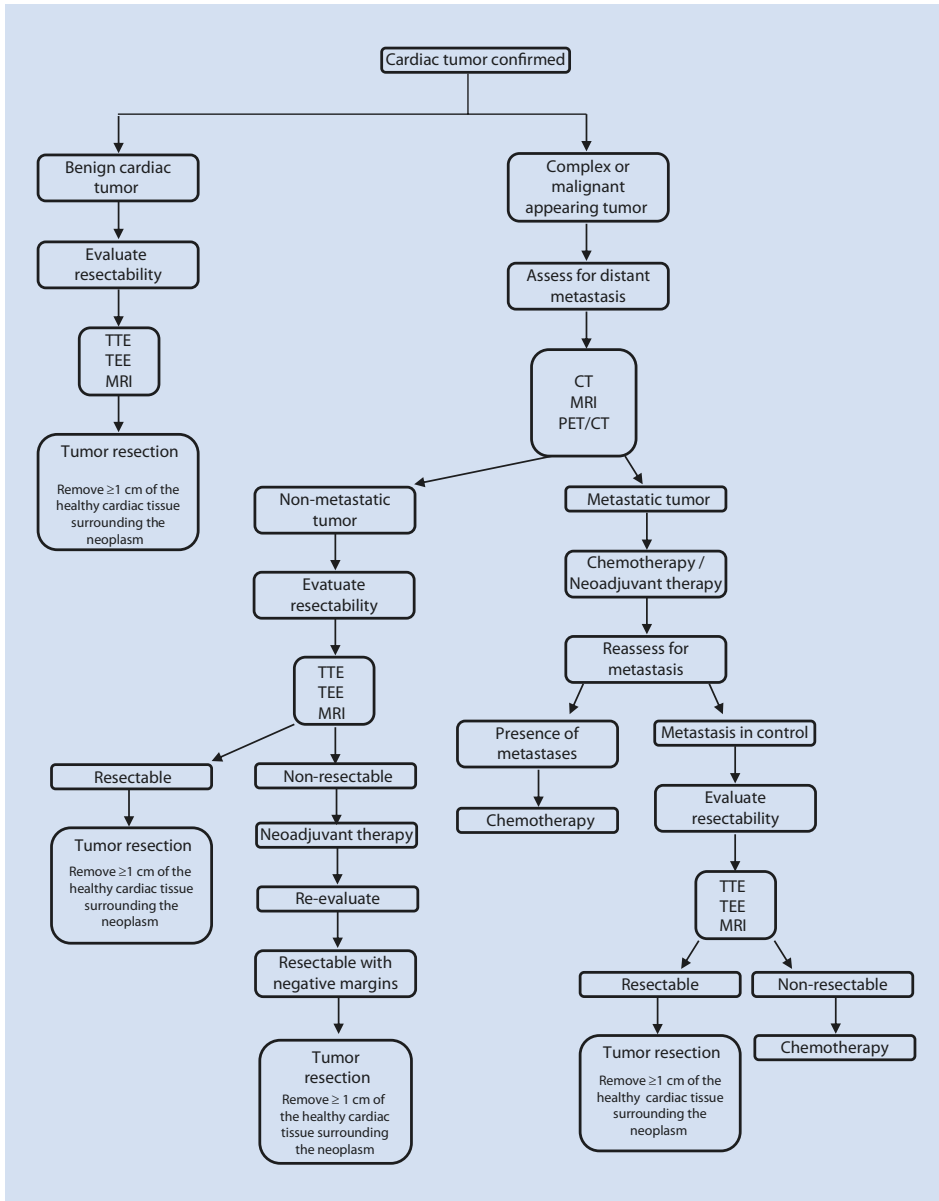 Cardiac tumor confirmed
Benign cardiac
tumor
Evaluate
resectability
TTE
TEE
MRI
Tumor resection
Remove ≥1 cm of the
healthy cardiac tissue
surrounding the
neoplasm
Complex or
malignant
appearing tumor
Assess for distant
metastasis
CT
MRI
PET/CT
Non-metastatic
tumor
Evatuate
resectability
TTE
TEE
MRI
Resectable
Tumor resection
Remove ≥1 cm of the
healthy cardiac tissue
surrounding the
neoplasm
Non-resectable
Neoadjuvant therapy
Re-evaluate
Resectable with
negative margins
Tumor
resection
Remove ≥ 1 cm of
the healthy cardiac
tissue surrounding
the neoplasm
Metastatic tumor
Chemotherapy /
Neoadjuvant therapy
Reassess for
metastasis
Presence of
metastases
Chemotherapy
Metastasis in control
Evaluate
resectability
TTE
TEE
MRI
Resectable
Tumor resection
Remove ≥1 cm of the
healthy cardiac tissue
surrounding the
neoplasm
Non-resectable
Chemotherapy